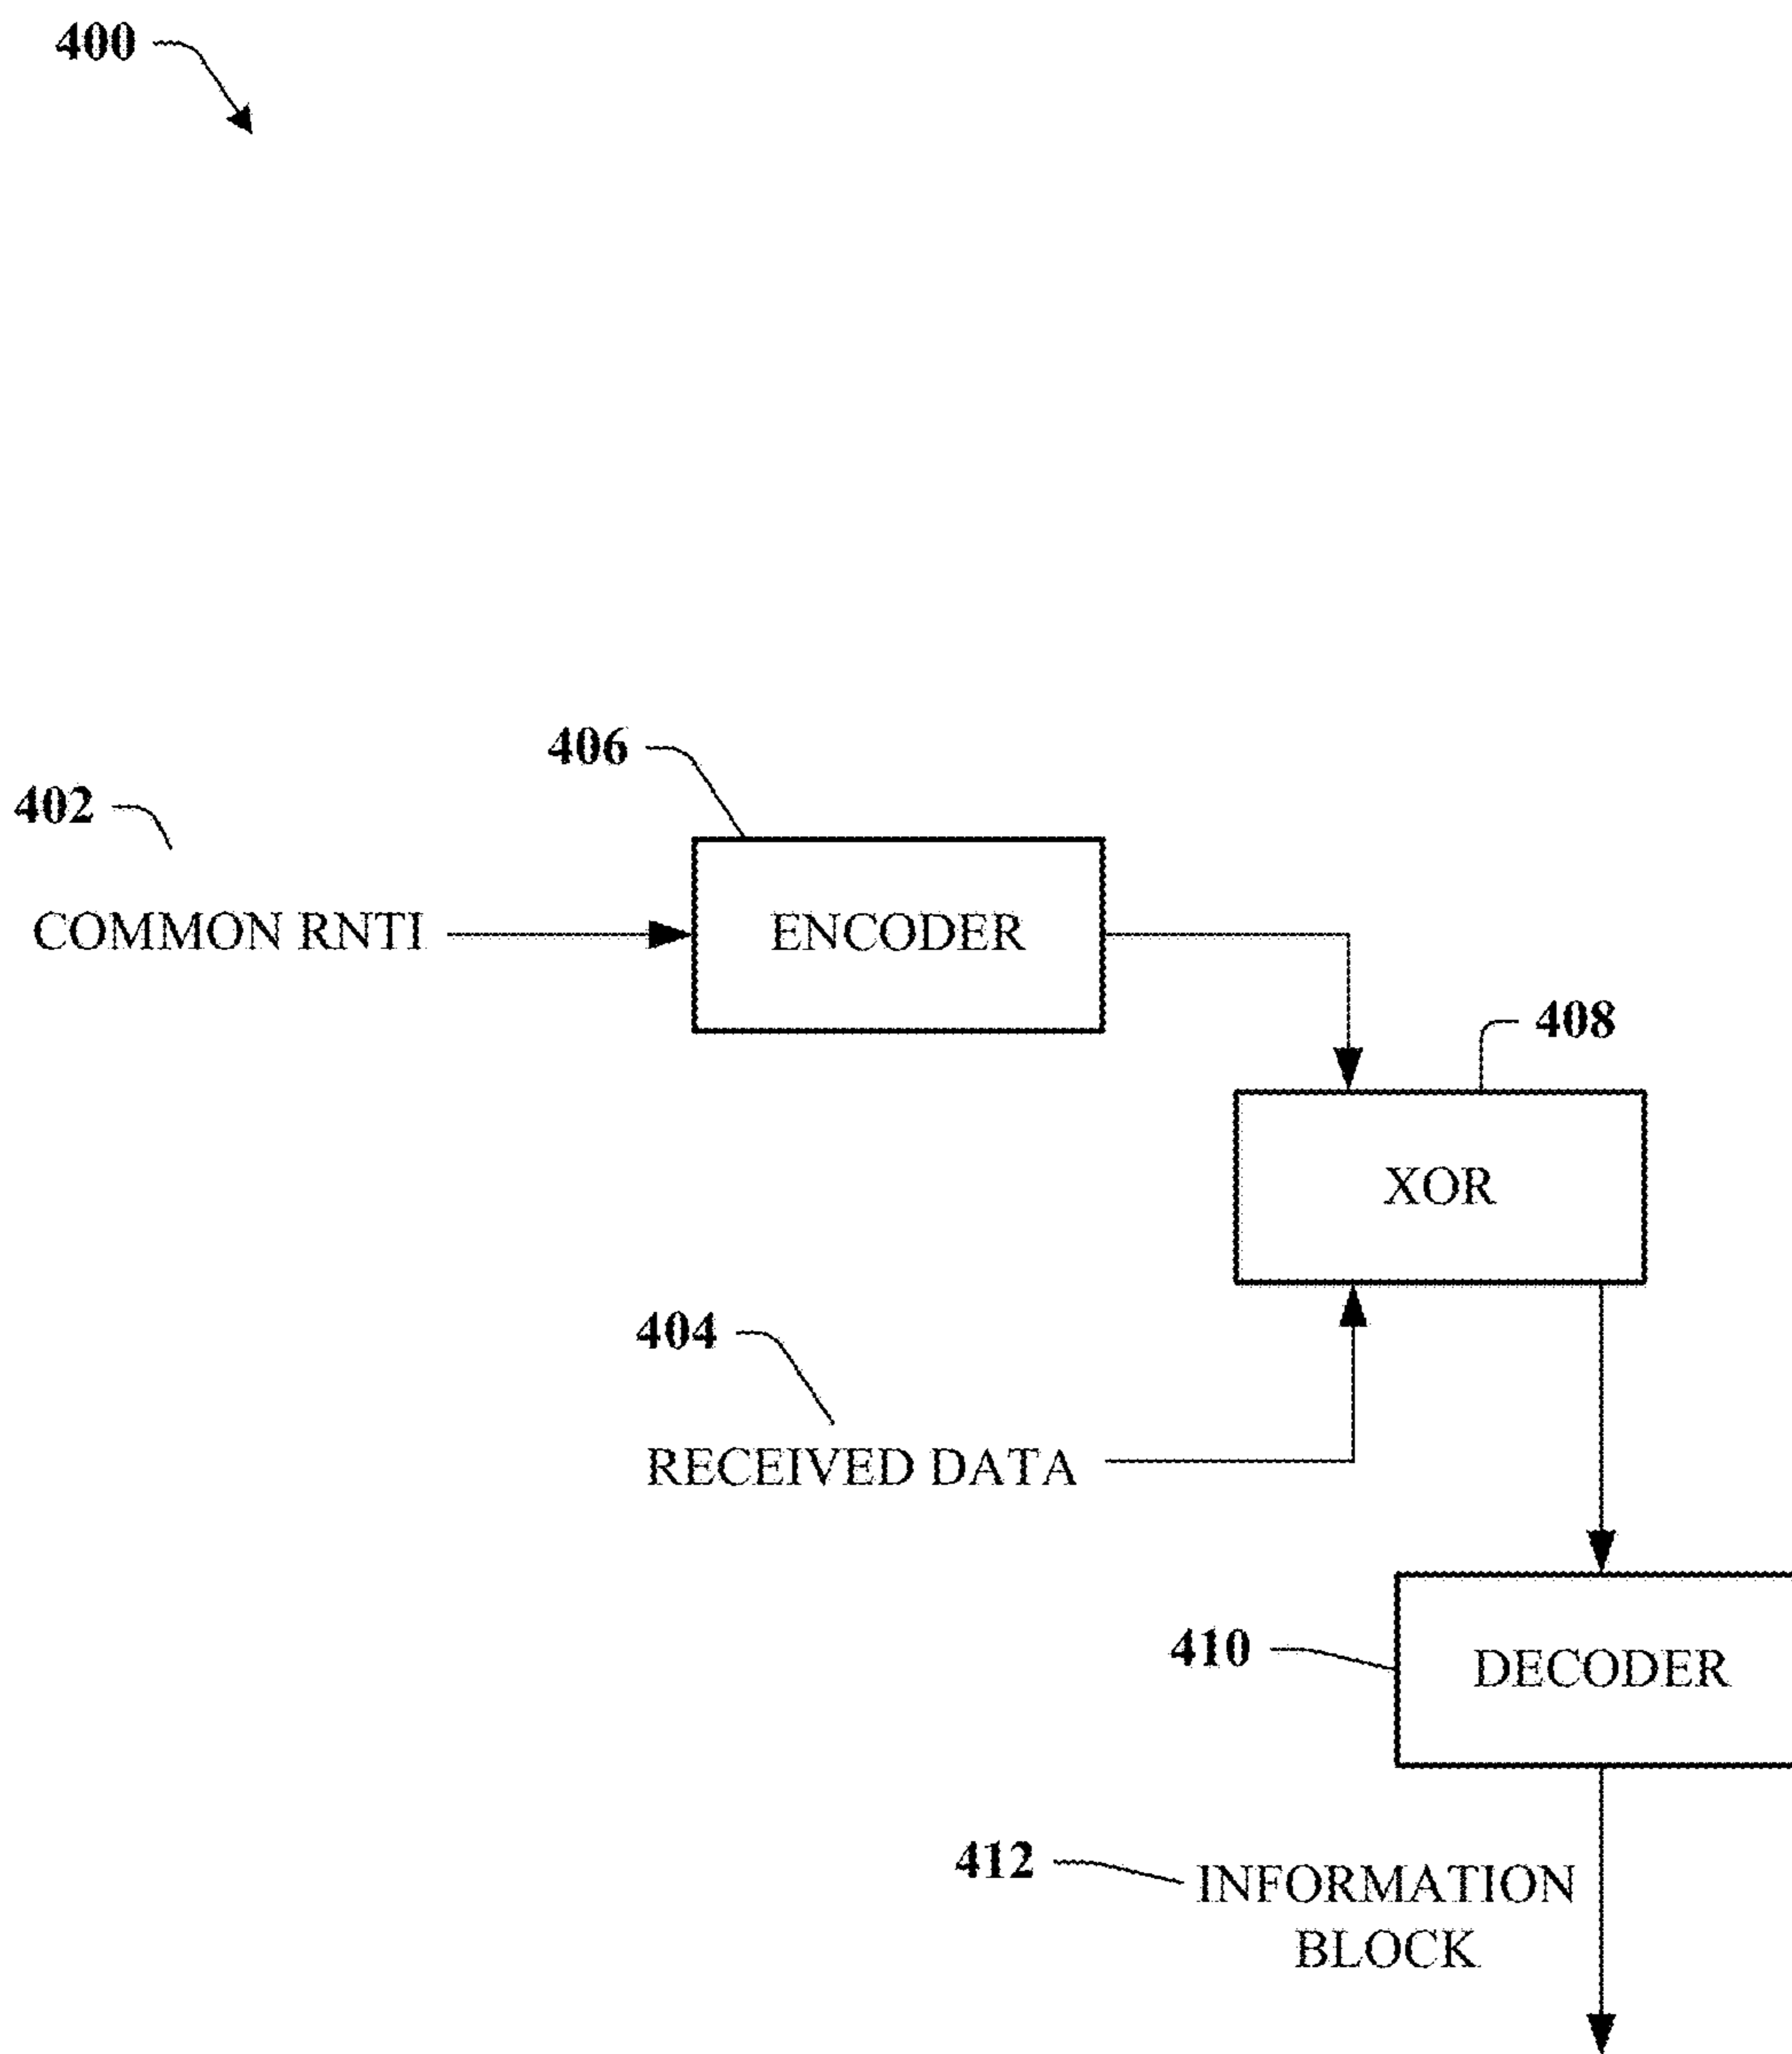 400
406
402
COMMON RNTI
ENCODER
408
XOR
404
RECEIVED DATA
410
DECODER
412
INFORMATION
BLOCK